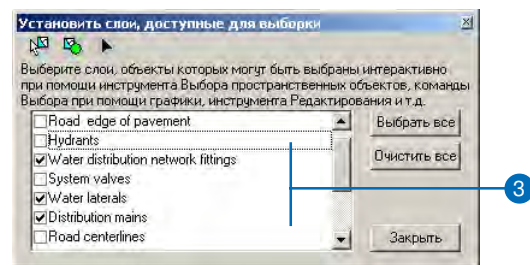 Установить слои, доступные для выборки
Выберите слои, объекты которых могут быть выбраны интерактивно
при помощи инструмента Выбора пространственных объектов, команды
Выбора при помощи графики, инструмента Редактирования и т.д.
Road edge of pavement
Hydrants
Water distribution network fittings
System valves
Water laterals
Distribution mains
Road centerlines
Выбрать все
Очистить все
Закрыть
3